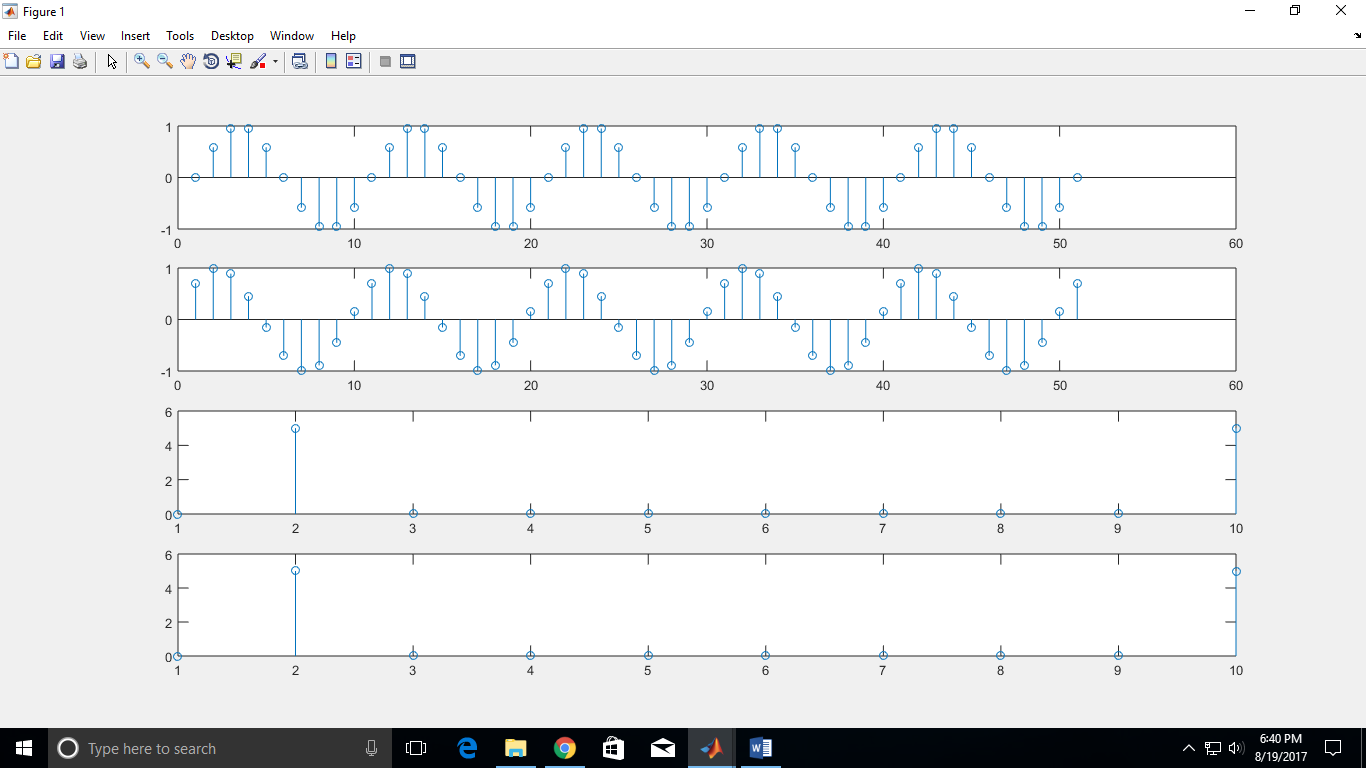 Figure 1
File Edit View Insert Tools Desktop Window Help
1
0
-1
0 10 20 30 40 50 60
1
0
-1
0 10 20 30 40 50 60
6
4
2
0
1 2 3 4 5 6 7 8 9 10
6
4
2
0
1 2 3 4 5 6 7 8 9 10
Type here to search
6:40 PM
8/19/2017